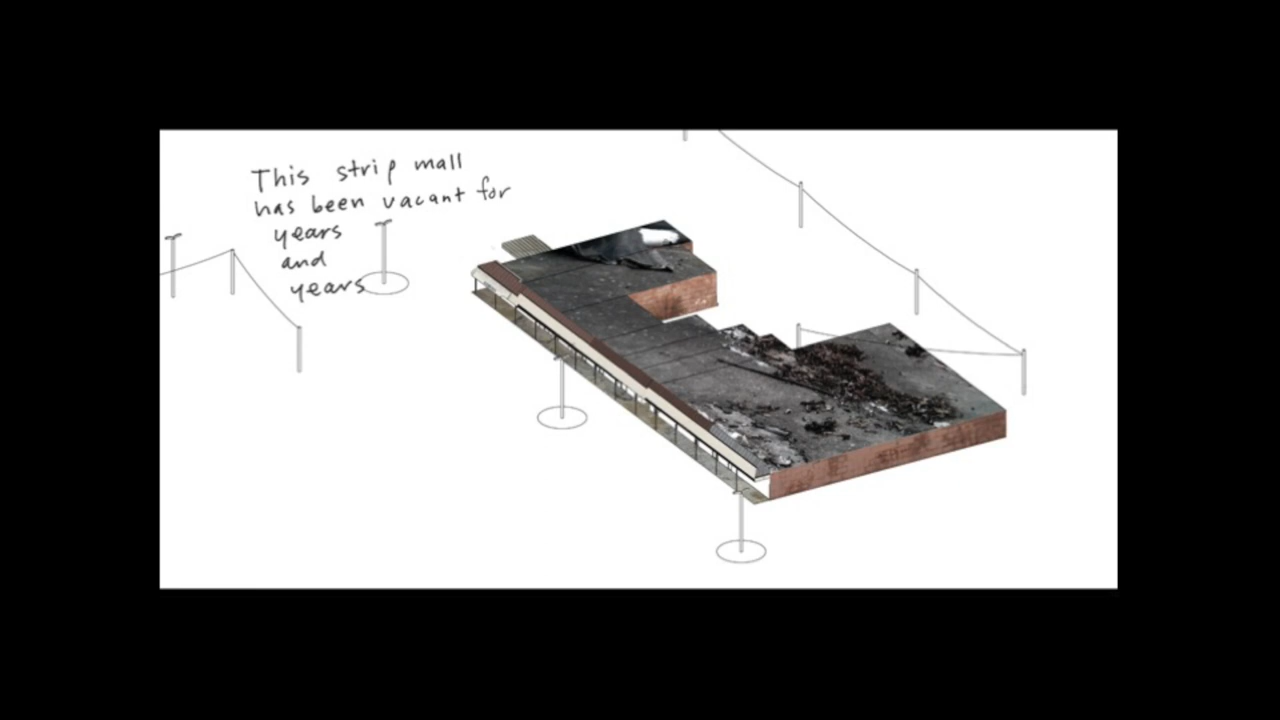 This strip mall
has been vacant for
years
and
years